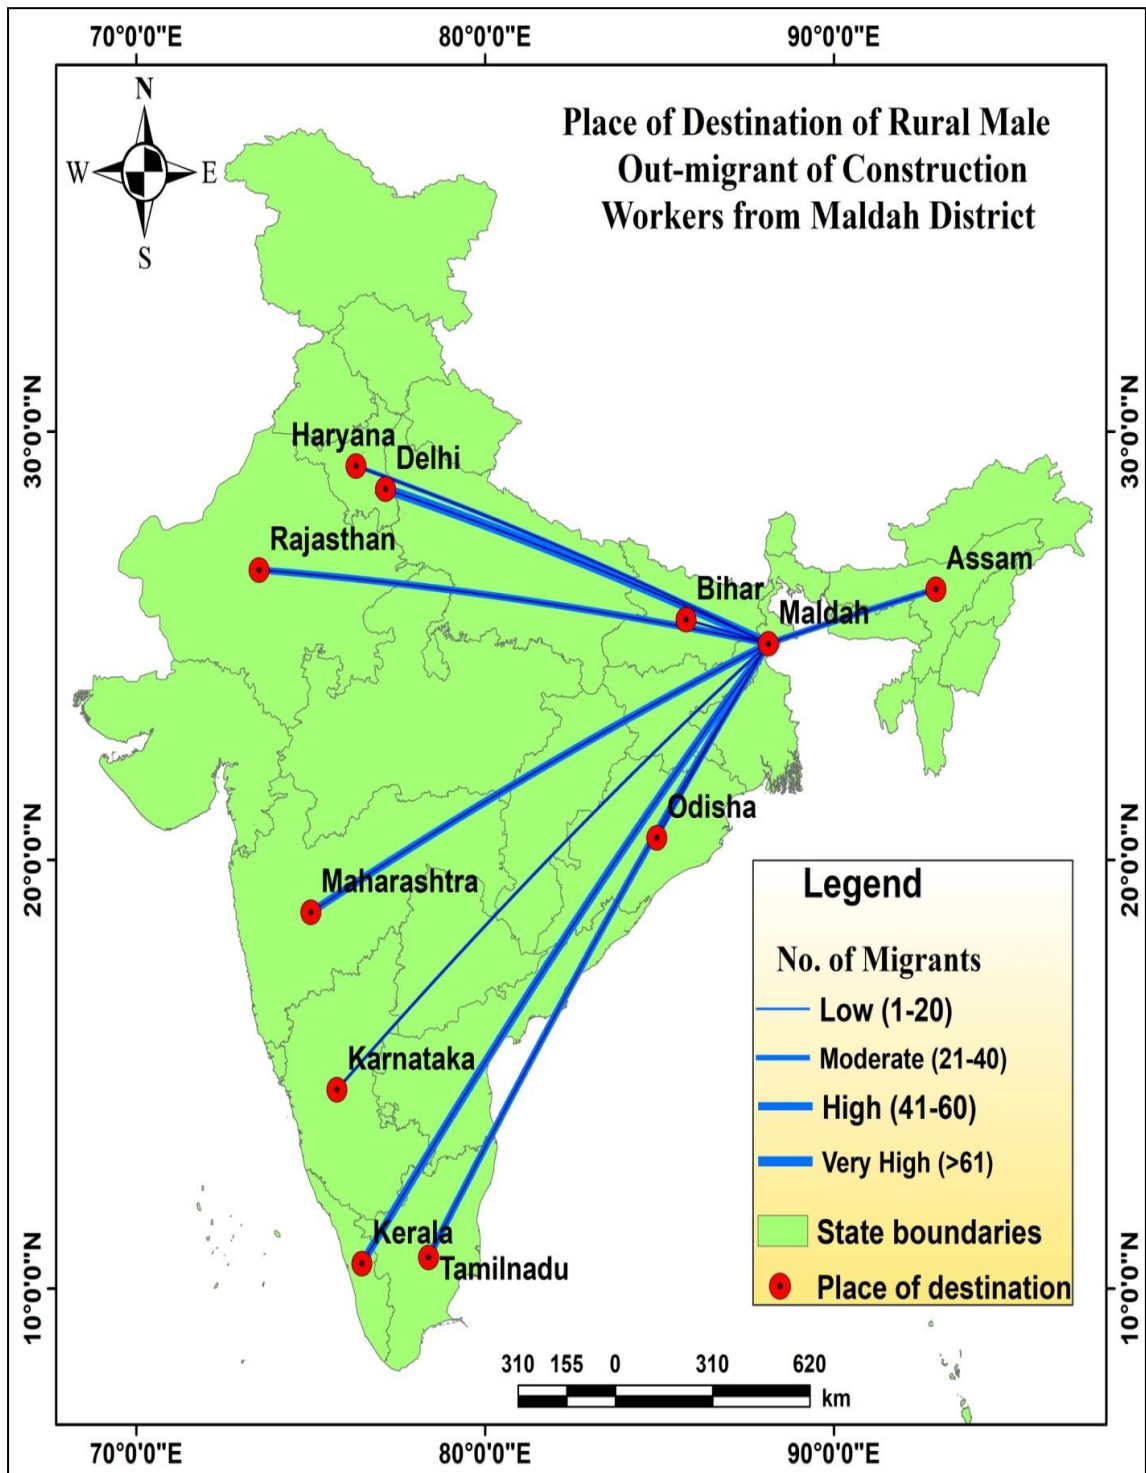 70°0'0"E 80°0'0"E 90°0'0"E
N
W E
S
Place of Destination of Rural Male
Out-migrant of Construction
Workers from Maldah District
30°0'0"N 30°0'0"N
Haryana
Delhi
Rajasthan
Assam
Bihar
Maldah
Odisha
20°0'0"N 20°0'0"N
Maharashtra
Karnataka
Kerala
Tamilnadu
Legend
No. of Migrants
Low (1-20)
Moderate (21-40)
High (41-60)
Very High (>61)
State boundaries
Place of destination
10°0'0"N 10°0'0"N
310 155 0 310 620
km
70°0'0"E 80°0'0"E 90°0'0"E